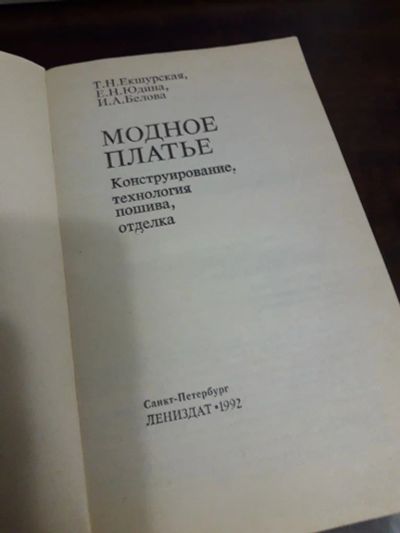 Т.Н.Екшурская,
Е.Н.Юдина,
И.А.Белова
МОДНОЕ
ПЛАТЬЕ
Конструирование,
технология
пошива,
отделка
Санкт-Петербург
ЛЕНИЗДАТ•1992